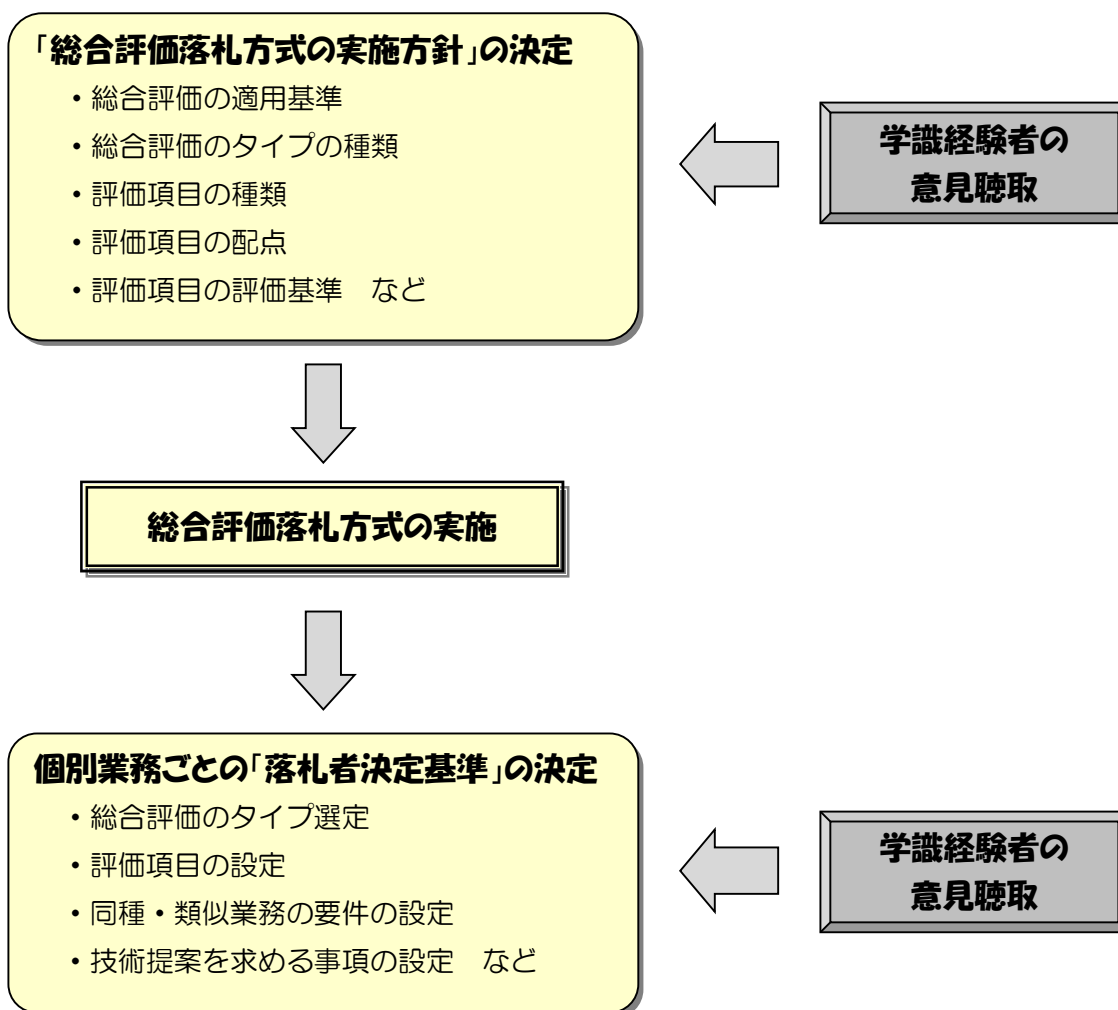 「総合評価落札方式の実施方針」の決定
・総合評価の適用基準
・総合評価のタイプの種類
・評価項目の種類
・評価項目の配点
・評価項目の評価基準　など
学識経験者の
意見聴取
総合評価落札方式の実施
個別業務ごとの「落札者決定基準」の決定
・総合評価のタイプ選定
・評価項目の設定
・同種・類似業務の要件の設定
・技術提案を求める事項の設定　など
学識経験者の
意見聴取